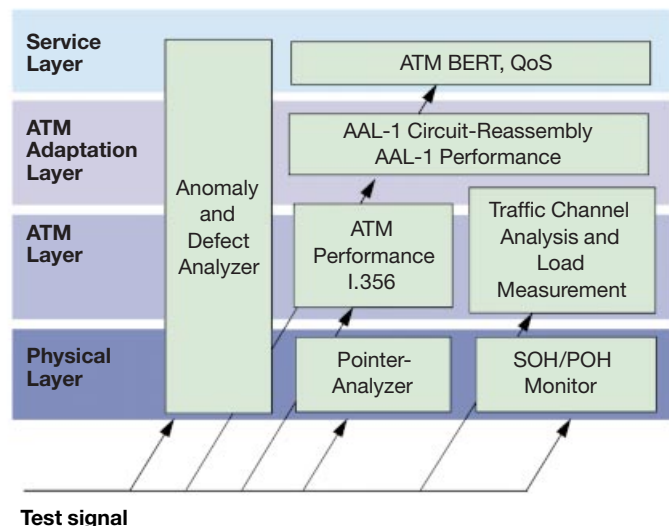 Service
Layer
ATM BERT, QoS
ATM
Adaptation
Layer
AAL-1 Circuit-Reassembly
AAL-1 Performance
Anomaly
and
Defect
Analyzer
ATM
Layer
ATM
Performance
I.356
Traffic Channel
Analysis and
Load
Measurement
Physical
Layer
Pointer-
Analyzer
SOH/POH
Monitor
Test signal